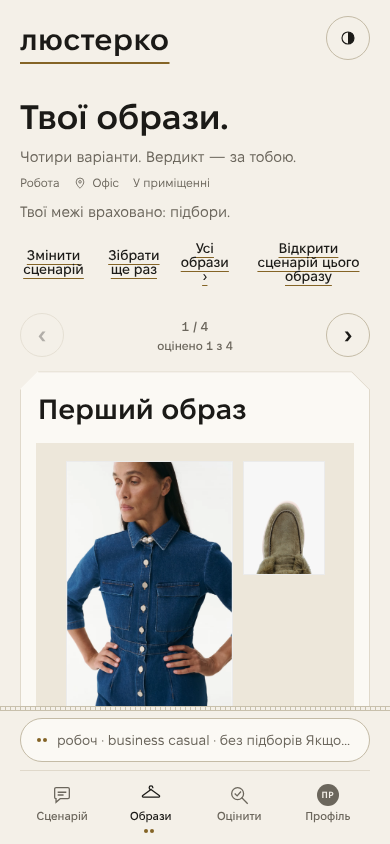 люстерко
Твої образи.
Чотири варіанти. Вердикт — за тобою.
Робота Офіс У приміщенні
Твої межі враховано: підбори.
Змінити
сценарій
Зібрати
ще раз
Усі
образи
›
Відкрити
сценарій цього
образу
‹
1 / 4
оцінено 1 з 4
›
Перший образ
робоч · business casual · без підборів Якщо...
Сценарій
Образи
Оцінити
ПР
Профіль